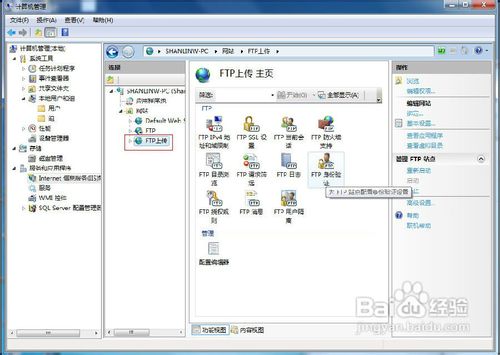 计算机管理
文件(F) 操作(A) 查看(V) 帮助(H)
计算机管理(本地)
系统工具
任务计划程序
事件查看器
共享文件夹
本地用户和组
用户
组
性能
设备管理器
存储
磁盘管理
服务和应用程序
Internet 信息服务(IIS)
WMI 控件
SQL Server 配置管理器
SHANLINW-PC ▸ 网站 ▸ FTP上传
连接
SHANLINW-PC (Shanl
应用程序池
网站
Default Web S
FTP
FTP上传
FTP上传 主页
筛选: 开始(G) 全部显示(A)
FTP
FTP IPv4 地址和域限制
FTP SSL 设置
FTP 当前会话
FTP 防火墙支持
FTP 目录浏览
FTP 请求筛选
FTP 日志
FTP 身份验证
为 FTP 站点配置身份验证设置
FTP 授权规则
FTP 消息
FTP 用户隔离
管理
配置编辑器
功能视图 内容视图
操作
浏览
编辑权限...
编辑网站
绑定...
基本设置...
查看应用程序
查看虚拟目录
管理 FTP 站点
重新启动
启动
高级设置...
帮助
联机帮助
Baidu 经验
jingyan.baidu.com